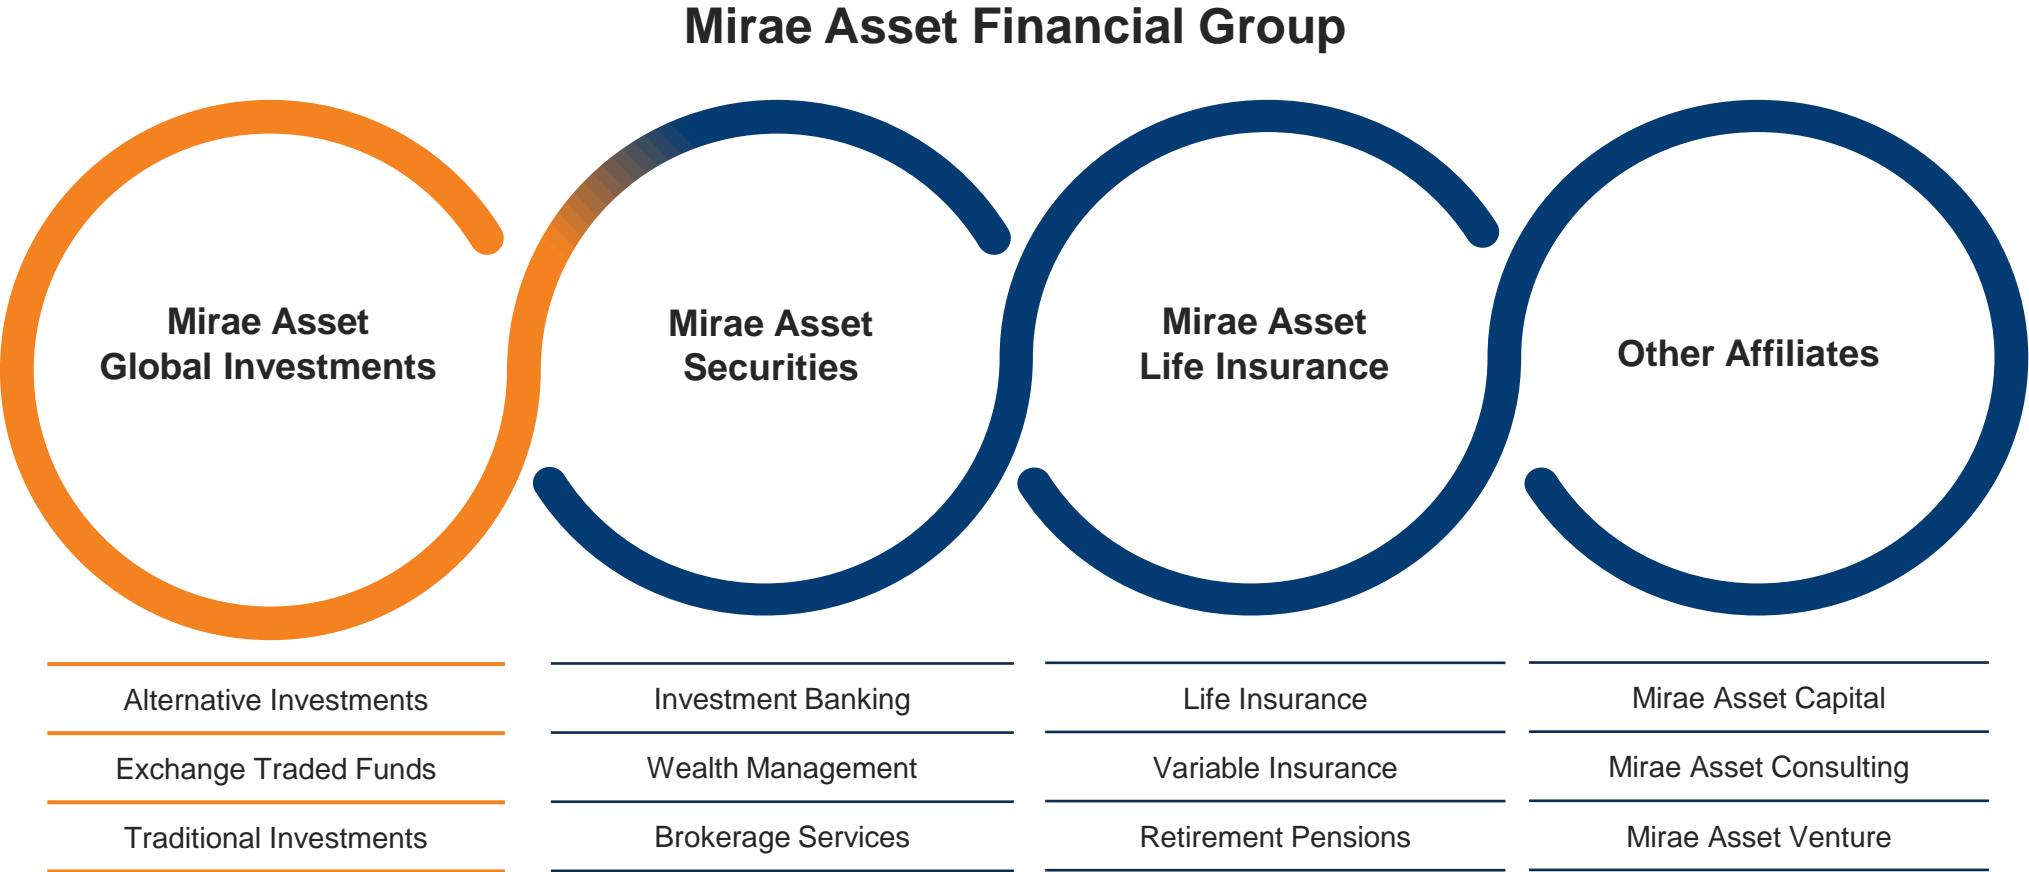 Mirae Asset Financial Group
Mirae Asset
Global Investments
Mirae Asset
Securities
Mirae Asset
Life Insurance
Other Affiliates
Alternative Investments
Exchange Traded Funds
Traditional Investments
Investment Banking
Wealth Management
Brokerage Services
Life Insurance
Variable Insurance
Retirement Pensions
Mirae Asset Capital
Mirae Asset Consulting
Mirae Asset Venture